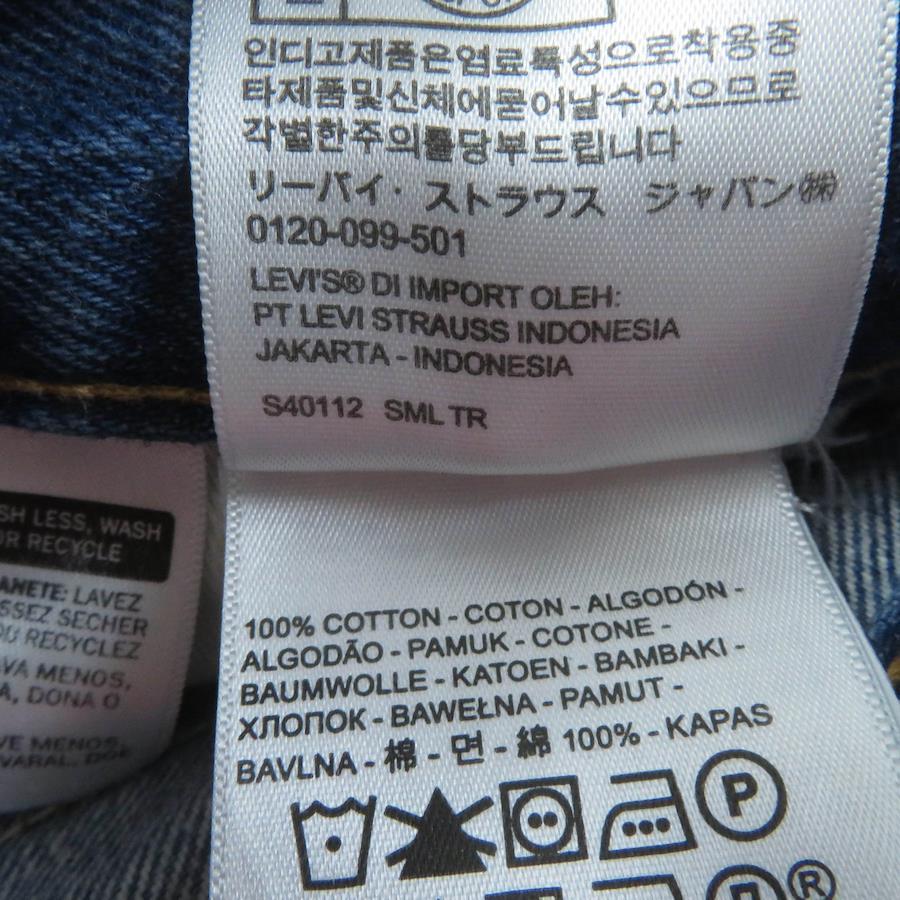 인디고제품은염료특성으로착용중
타제품및신체에묻어날수있으므로
각별한주의를당부드립니다
リーバイ・ストラウス ジャパン㈱
0120-099-501
LEVI'S® DI IMPORT OLEH:
PT LEVI STRAUSS INDONESIA
JAKARTA - INDONESIA
S40112 SML TR
SH LESS, WASH
OR RECYCLE
ANETE: LAVEZ
SSEZ SECHER
OU RECYCLEZ
AVA MENOS,
A, DONA O
VE MENOS,
VARAL, DOE
100% COTTON - COTON - ALGODÓN -
ALGODÃO - PAMUK - COTONE -
BAUMWOLLE - KATOEN - BAMBAKI -
ХЛОПОК - BAWEŁNA - PAMUT -
BAVLNA - 棉 - 면 - 綿 100% - KAPAS
P
®